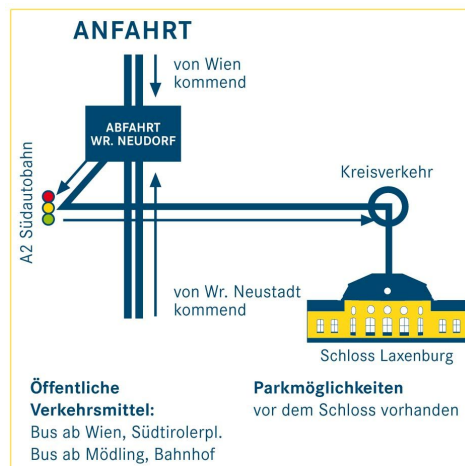 ANFAHRT
von Wien
kommend
ABFAHRT
WR. NEUDORF
A2 Südautobahn
Kreisverkehr
von Wr. Neustadt
kommend
Schloss Laxenburg
Öffentliche
Verkehrsmittel:
Bus ab Wien, Südtirolerpl.
Bus ab Mödling, Bahnhof
Parkmöglichkeiten
vor dem Schloss vorhanden